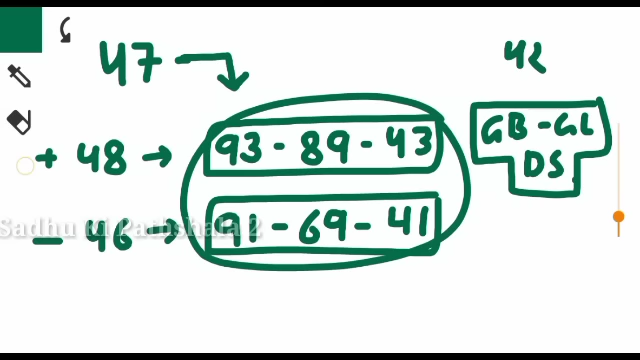 47
42
+ 48 → 93 - 89 - 43
GB - GL
DS
Sadhu Ki Pathshala 2
- 46 → 91 - 69 - 41